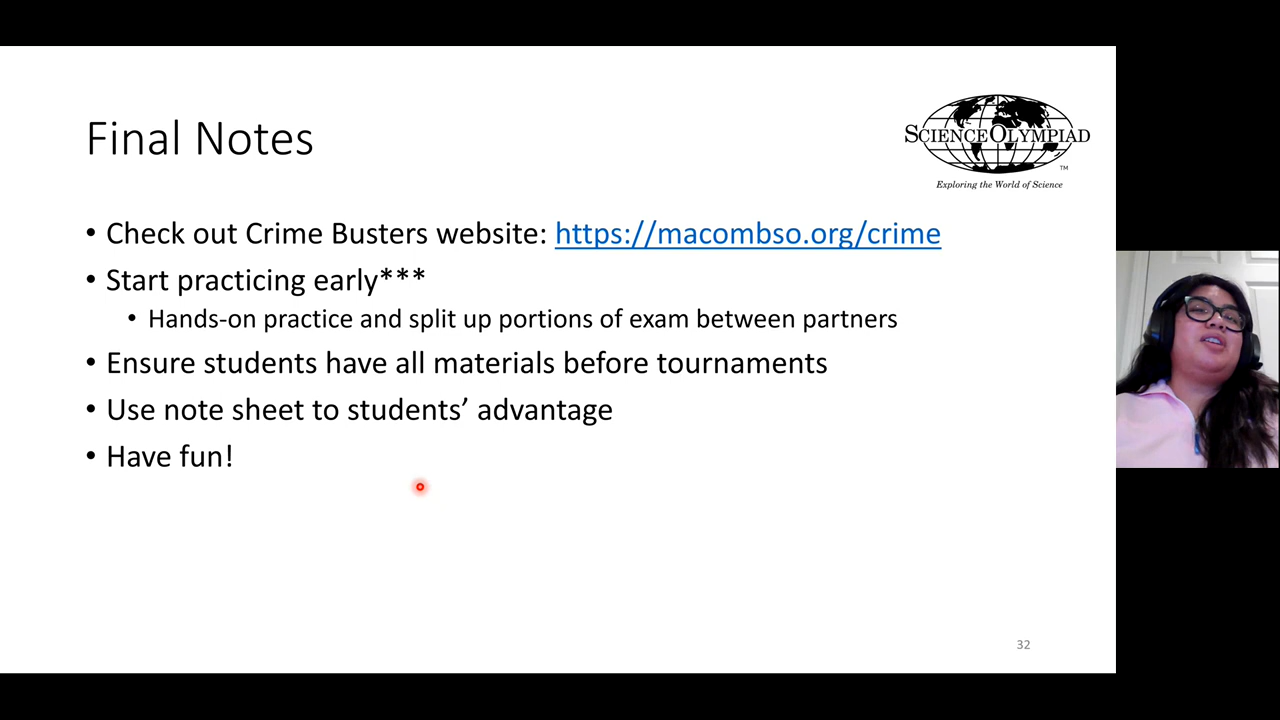 Final Notes
SCIENCE OLYMPIAD
TM
Exploring the World of Science
• Check out Crime Busters website: https://macombso.org/crime
• Start practicing early***
• Hands-on practice and split up portions of exam between partners
• Ensure students have all materials before tournaments
• Use note sheet to students’ advantage
• Have fun!
32